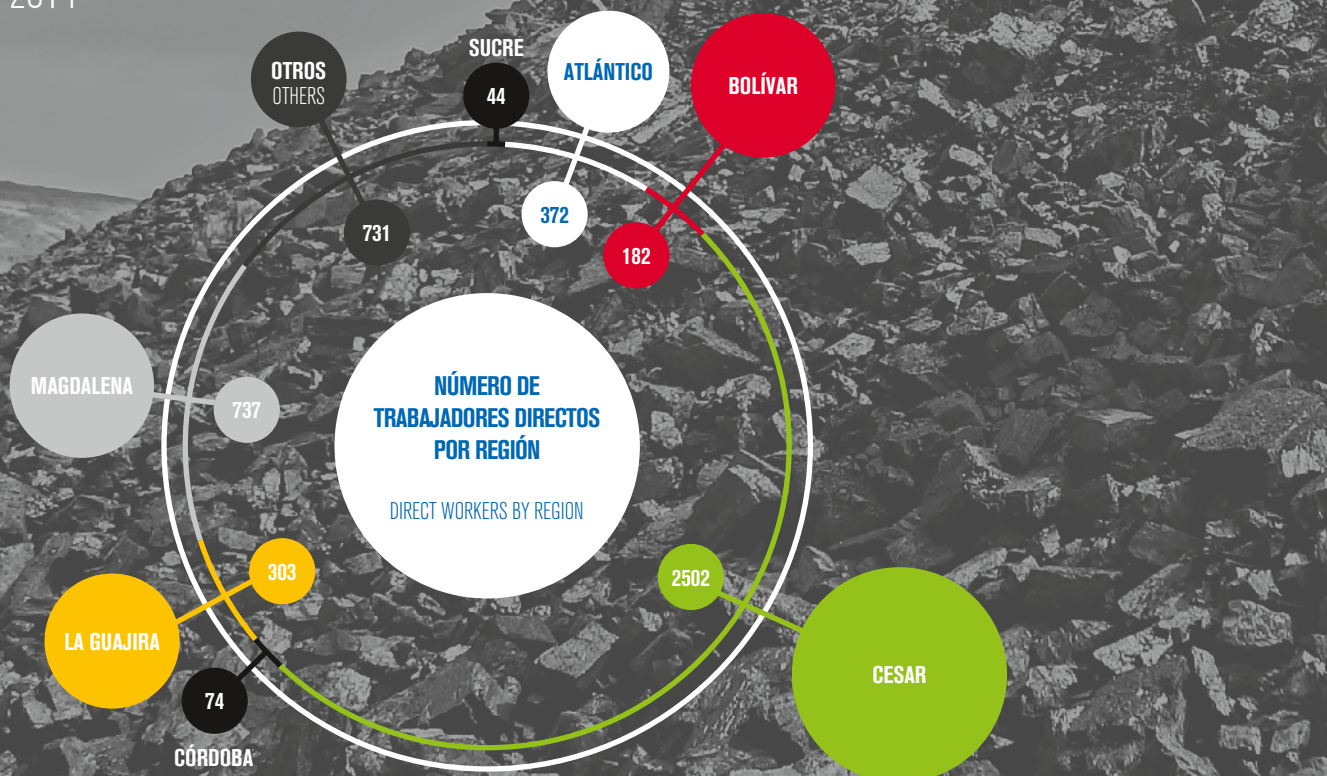 SUCRE
44
OTROS
OTHERS
731
ATLÁNTICO
372
BOLÍVAR
182
MAGDALENA
737
NÚMERO DE
TRABAJADORES DIRECTOS
POR REGIÓN
DIRECT WORKERS BY REGION
LA GUAJIRA
303
2502
CESAR
74
CÓRDOBA